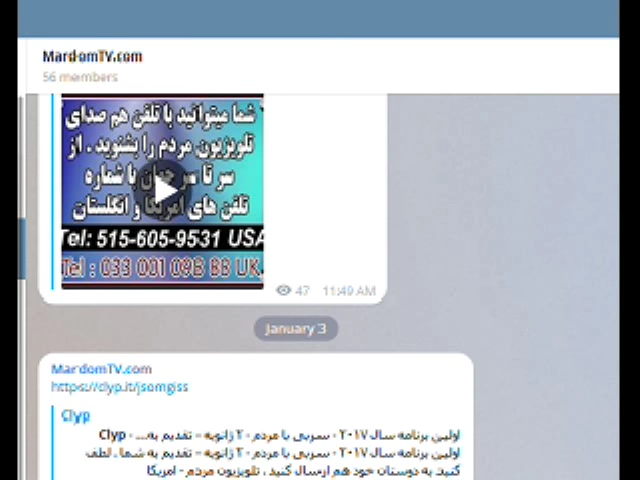 MardomTV.com
56 members
شما میتوانید با تلفن هم صدای
تلویزیون مردم را بشنوید . از
سر تا سر جهان با شماره
تلفن های امریکا و انگلستان
Tel: 515-605-9531 USA
Tel : 033 001 098 88 UK
47 11:49 AM
January 3
MardomTV.com
https://clyp.it/jsomgiss
Clyp
اولین برنامه سال ۲۰۱۷ - سربی با مردم - ۲ ژانویه - تقدیم به... - Clyp
اولین برنامه سال ۲۰۱۷ - سربی با مردم - ۲ ژانویه - تقدیم به شما . لطف
کنید به دوستان خود هم ارسال کنید . تلویزیون مردم - امریکا